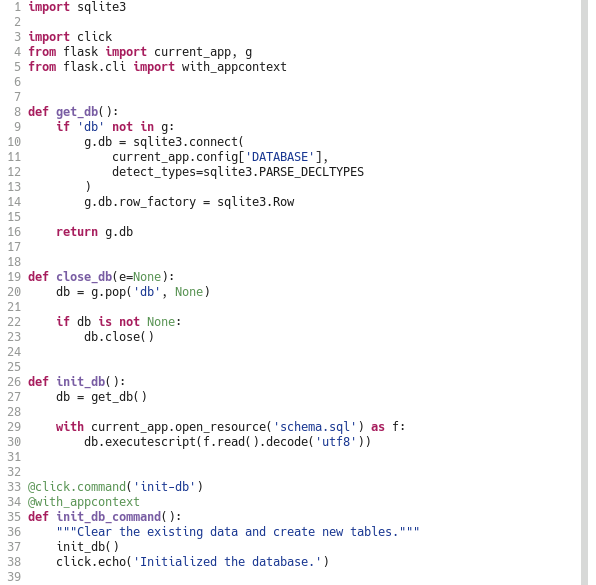 1 import sqlite3
2
3 import click
4 from flask import current_app, g
5 from flask.cli import with_appcontext
6
7
8 def get_db():
9     if 'db' not in g:
10         g.db = sqlite3.connect(
11             current_app.config['DATABASE'],
12             detect_types=sqlite3.PARSE_DECLTYPES
13         )
14         g.db.row_factory = sqlite3.Row
15
16     return g.db
17
18
19 def close_db(e=None):
20     db = g.pop('db', None)
21
22     if db is not None:
23         db.close()
24
25
26 def init_db():
27     db = get_db()
28
29     with current_app.open_resource('schema.sql') as f:
30         db.executescript(f.read().decode('utf8'))
31
32
33 @click.command('init-db')
34 @with_appcontext
35 def init_db_command():
36     """Clear the existing data and create new tables."""
37     init_db()
38     click.echo('Initialized the database.')
39